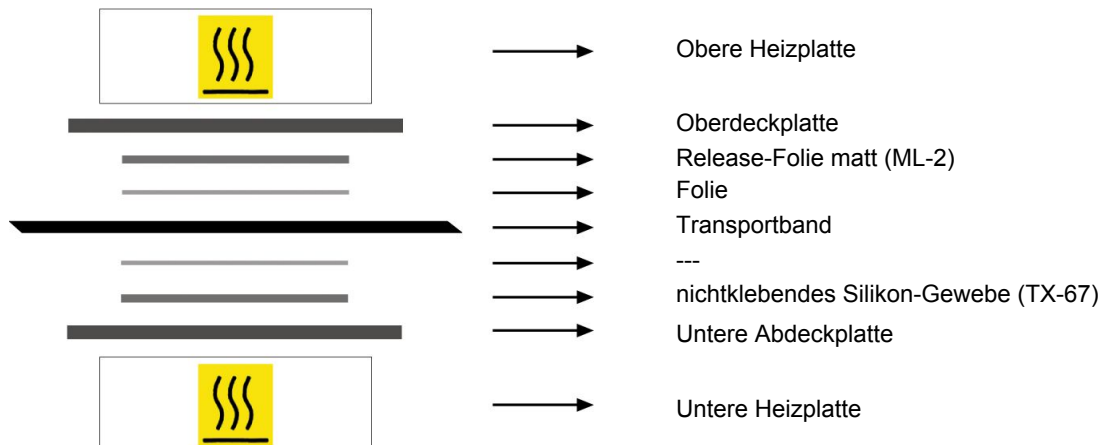 Obere Heizplatte
Oberdeckplatte
Release-Folie matt (ML-2)
Folie
Transportband
---
nichtklebendes Silikon-Gewebe (TX-67)
Untere Abdeckplatte
Untere Heizplatte